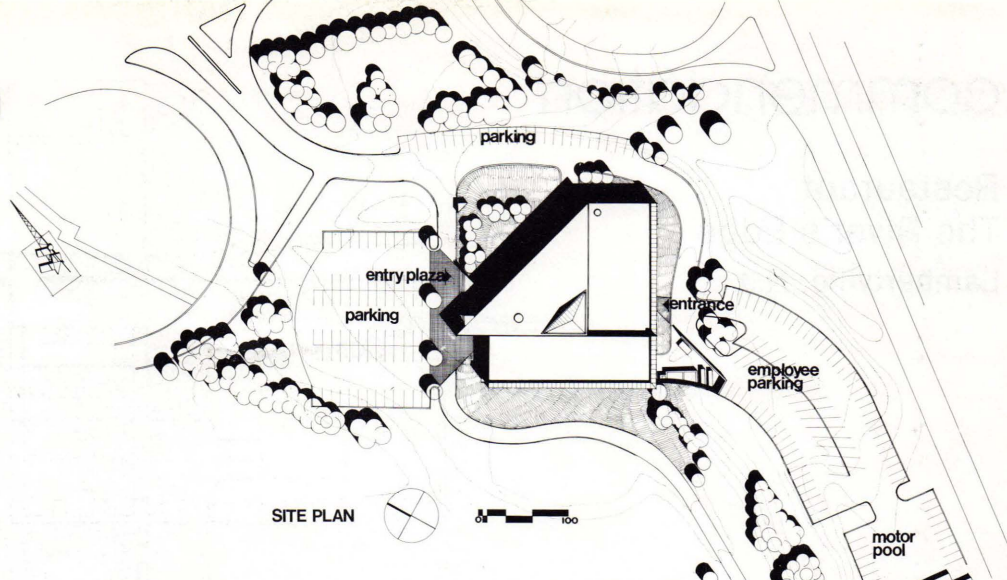 parking
entry plaza
parking
entrance
employee
parking
SITE PLAN
0 100
motor
pool